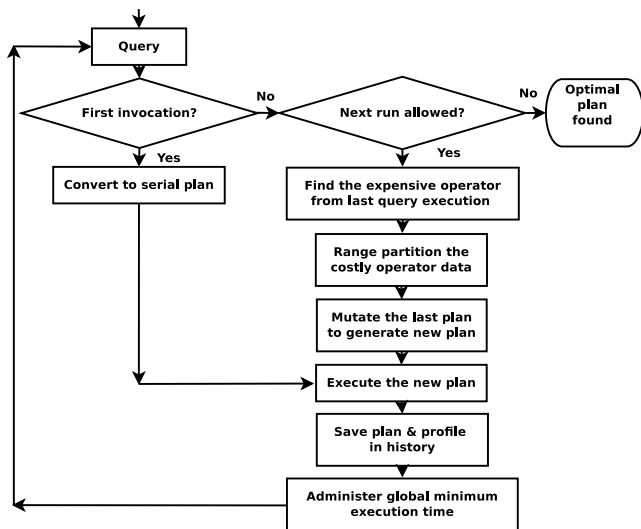 Query
First invocation?
No
Next run allowed?
No
Optimal
plan
found
Yes
Yes
Convert to serial plan
Find the expensive operator
from last query execution
Range partition the
costly operator data
Mutate the last plan
to generate new plan
Execute the new plan
Save plan & profile
in history
Administer global minimum
execution time